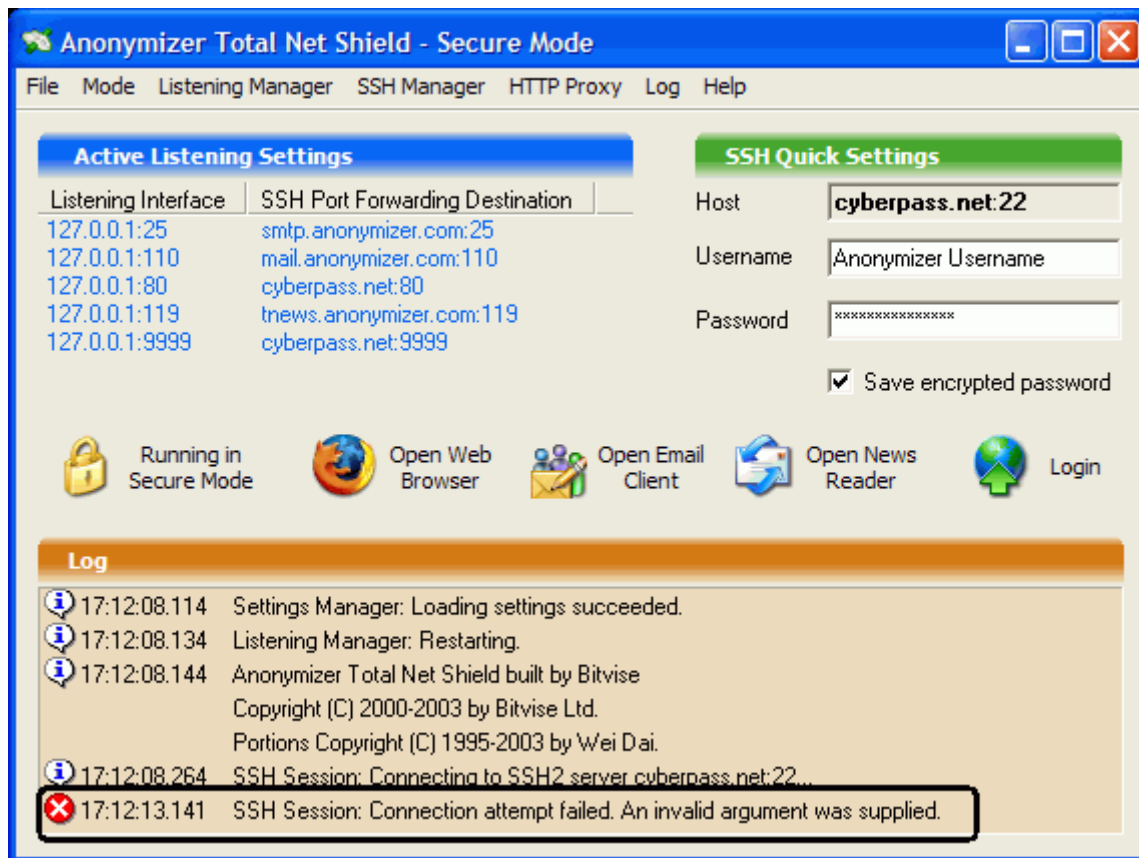 Anonymizer Total Net Shield - Secure Mode
File Mode Listening Manager SSH Manager HTTP Proxy Log Help
Active Listening Settings
Listening Interface SSH Port Forwarding Destination
127.0.0.1:25 smtp.anonymizer.com:25
127.0.0.1:110 mail.anonymizer.com:110
127.0.0.1:80 cyberpass.net:80
127.0.0.1:119 tnews.anonymizer.com:119
127.0.0.1:9999 cyberpass.net:9999
SSH Quick Settings
Host cyberpass.net:22
Username Anonymizer Username
Password ***************
Save encrypted password
Running in
Secure Mode
Open Web
Browser
Open Email
Client
Open News
Reader
Login
Log
17:12:08.114 Settings Manager: Loading settings succeeded.
17:12:08.134 Listening Manager: Restarting.
17:12:08.144 Anonymizer Total Net Shield built by Bitvise
Copyright (C) 2000-2003 by Bitvise Ltd.
Portions Copyright (C) 1995-2003 by Wei Dai.
17:12:08.264 SSH Session: Connecting to SSH2 server cyberpass.net:22...
17:12:13.141 SSH Session: Connection attempt failed. An invalid argument was supplied.